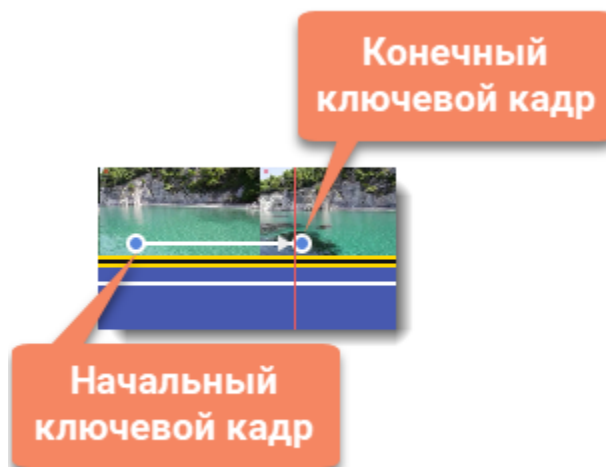 Конечный
ключевой кадр
Начальный
ключевой кадр